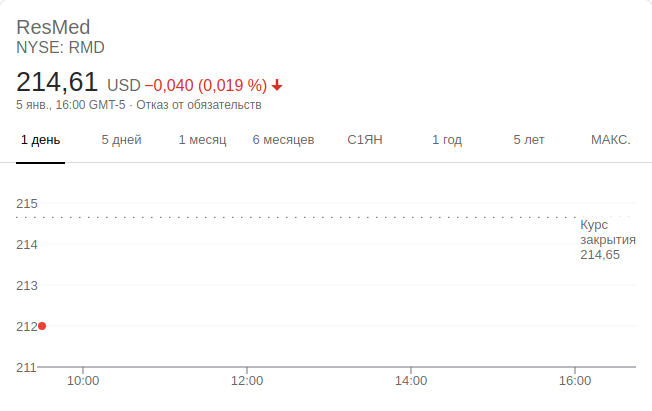 ResMed
NYSE: RMD
214,61 USD −0,040 (0,019 %)
5 янв., 16:00 GMT-5 · Отказ от обязательств
1 день 5 дней 1 месяц 6 месяцев С1ЯН 1 год 5 лет МАКС.
215
Курс
закрытия
214,65
214
213
212
211
10:00 12:00 14:00 16:00